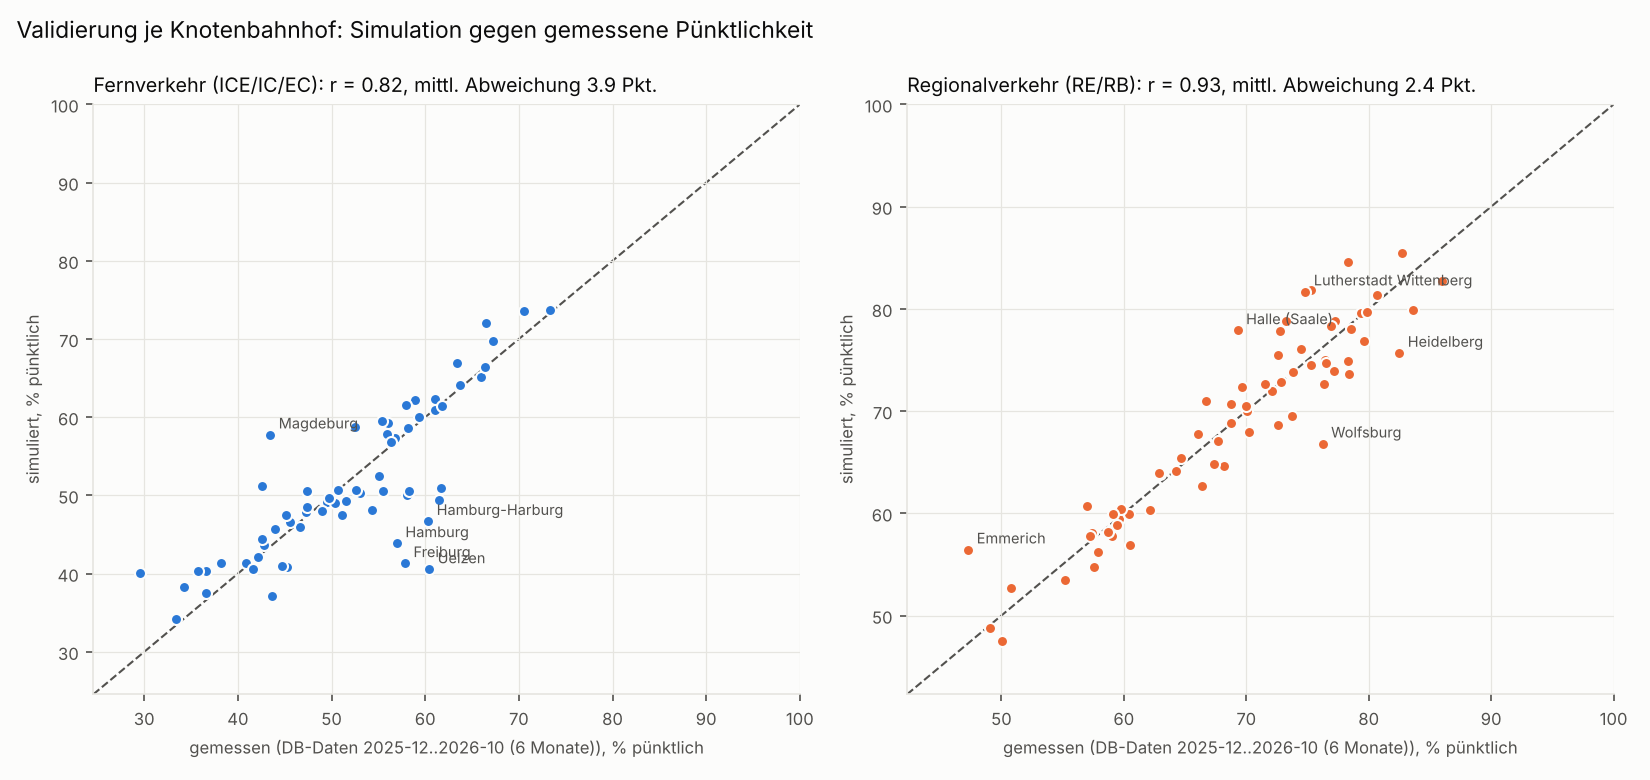 Validierung je Knotenbahnhof: Simulation gegen gemessene Pünktlichkeit
Fernverkehr (ICE/IC/EC): r = 0.82, mittl. Abweichung 3.9 Pkt.
simuliert, % pünktlich
100
90
80
70
60
50
40
30
Magdeburg
Hamburg-Harburg
Hamburg
Freiburg
Uelzen
30 40 50 60 70 80 90 100
gemessen (DB-Daten 2025-12..2026-10 (6 Monate)), % pünktlich
Regionalverkehr (RE/RB): r = 0.93, mittl. Abweichung 2.4 Pkt.
simuliert, % pünktlich
100
90
80
70
60
50
Lutherstadt Wittenberg
Halle (Saale)
Heidelberg
Wolfsburg
Emmerich
50 60 70 80 90 100
gemessen (DB-Daten 2025-12..2026-10 (6 Monate)), % pünktlich